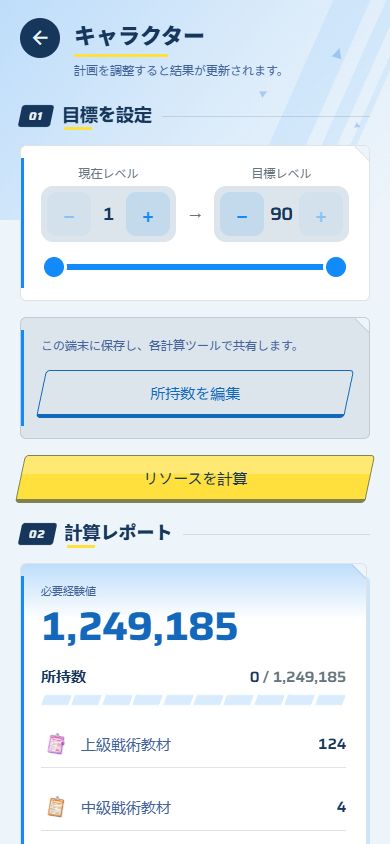 キャラクター
計画を調整すると結果が更新されます。
01 目標を設定
現在レベル 目標レベル
− 1 + → − 90 +
この端末に保存し、各計算ツールで共有します。
所持数を編集
リソースを計算
02 計算レポート
必要経験値
1,249,185
所持数 0 / 1,249,185
上級戦術教材 124
中級戦術教材 4